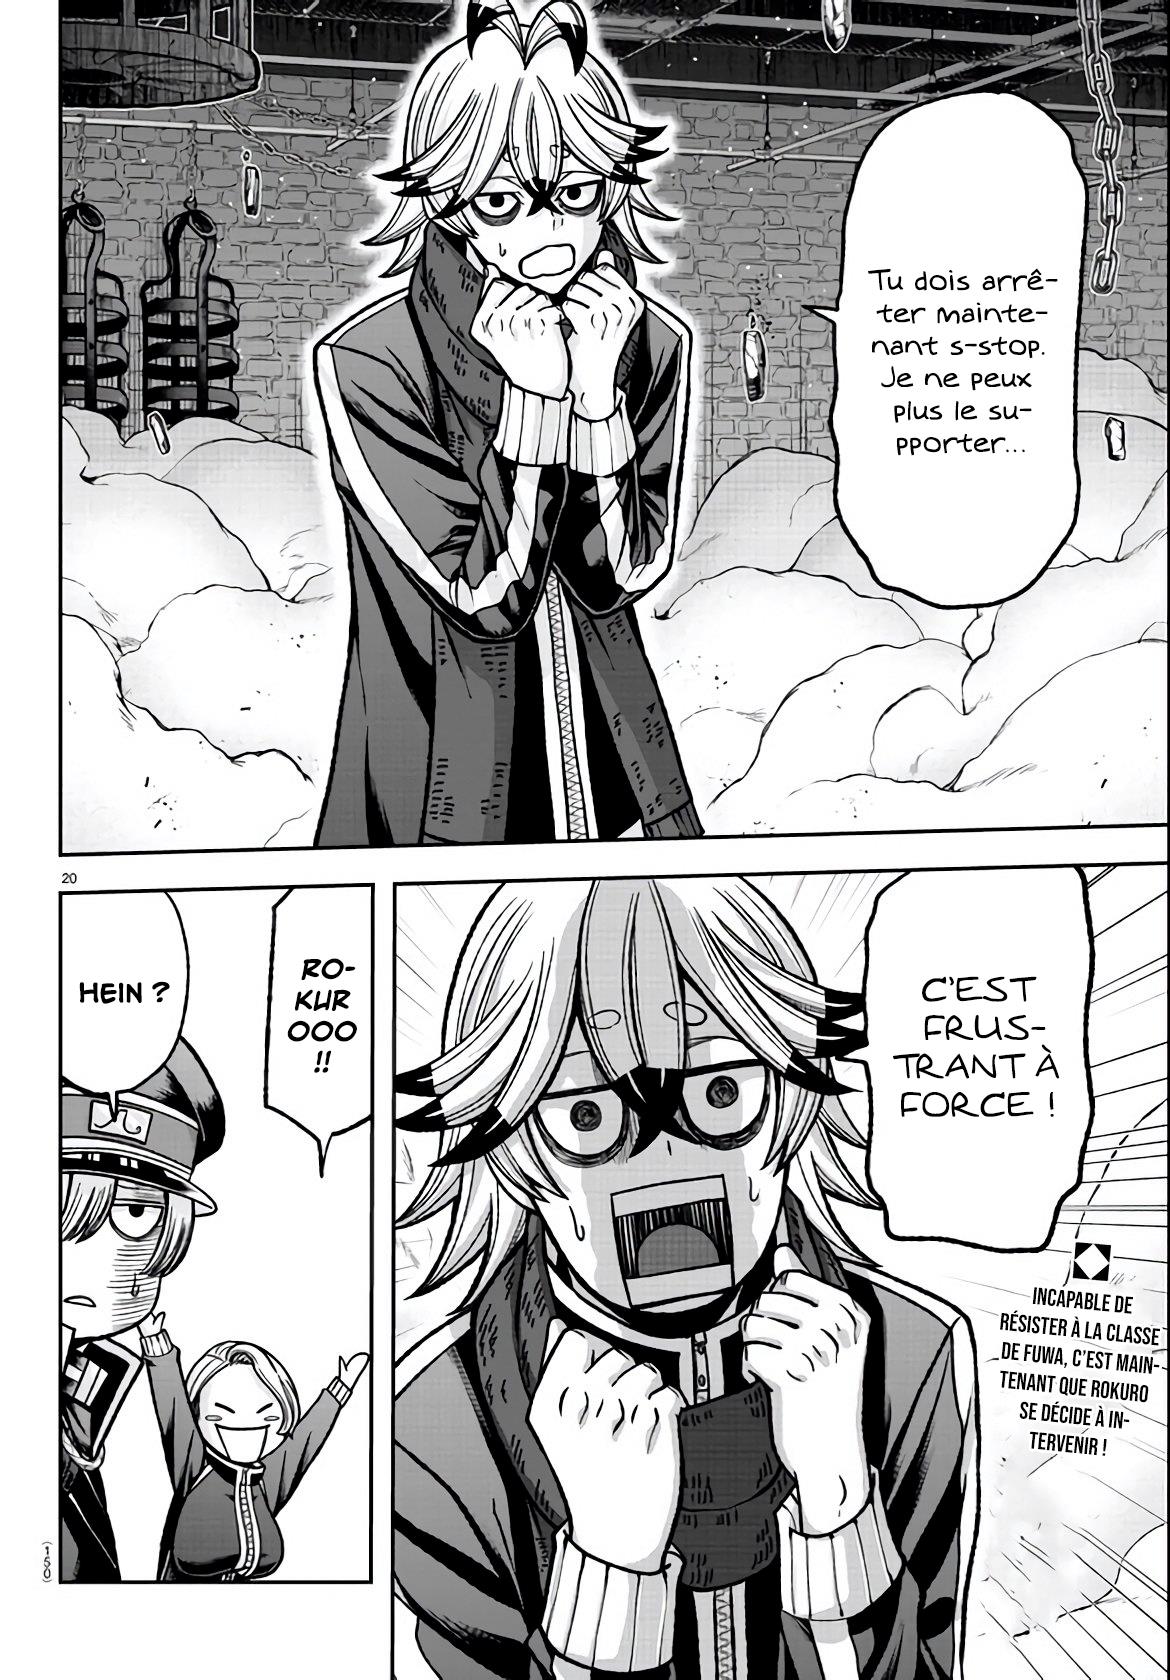 Tu dois arrê-
ter mainte-
nant s-stop.
Je ne peux
plus le su-
pporter...
20
C'EST
FRUS-
TRANT À
FORCE !
INCAPABLE DE
RÉSISTER À LA CLASSE
DE FUWA, C'EST MAIN-
TENANT QUE ROKURO
SE DÉCIDE À IN-
TERVENIR !
RO-
KUR
OOO
!!
HEIN ?
(150)